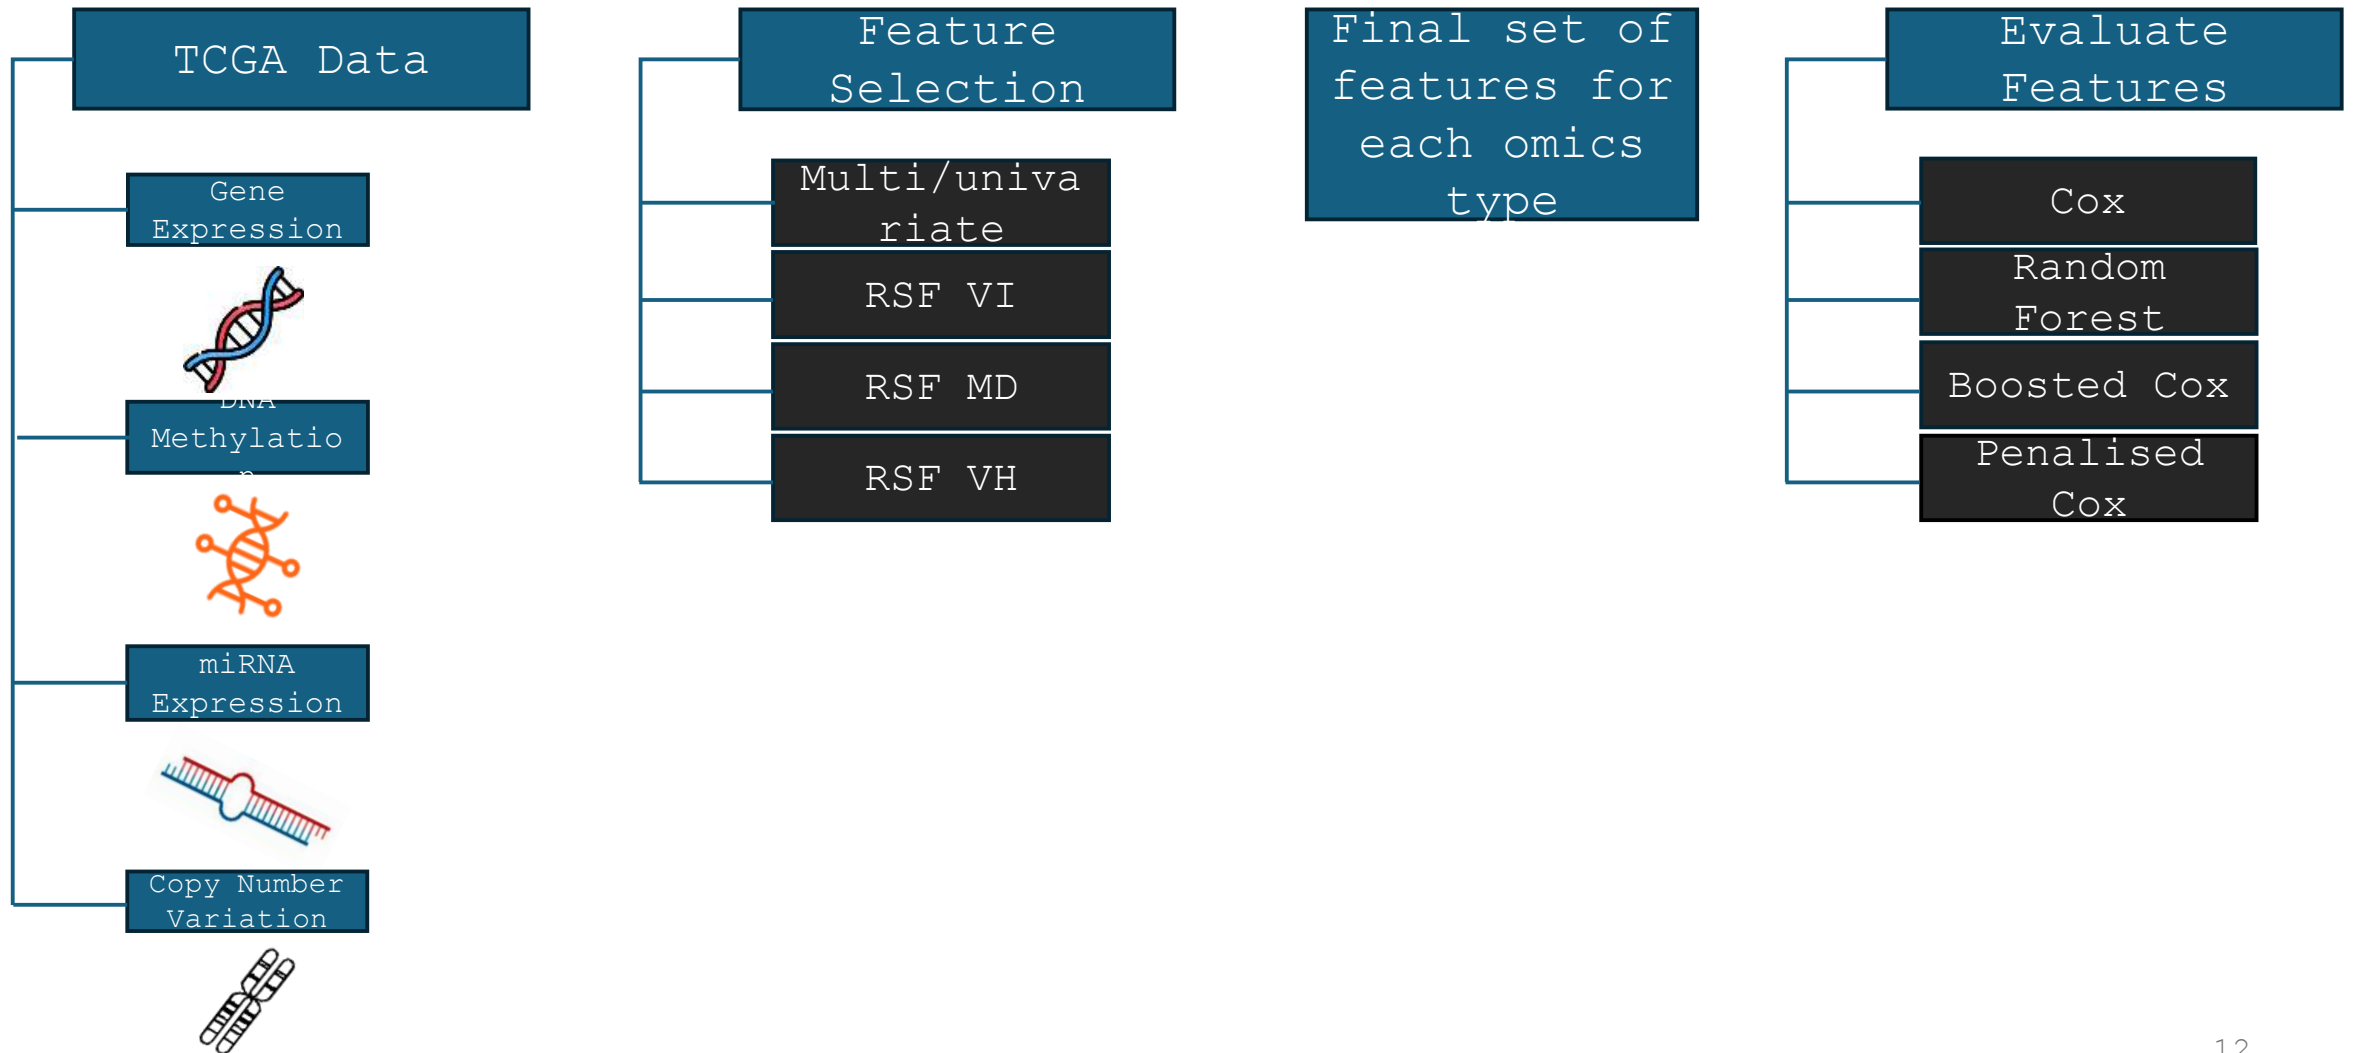 TCGA Data
Gene
Expression
DNA
Methylatio
n
miRNA
Expression
Copy Number
Variation
Feature
Selection
Multi/univa
riate
RSF VI
RSF MD
RSF VH
Final set of
features for
each omics
type
Evaluate
Features
Cox
Random
Forest
Boosted Cox
Penalised
Cox
12